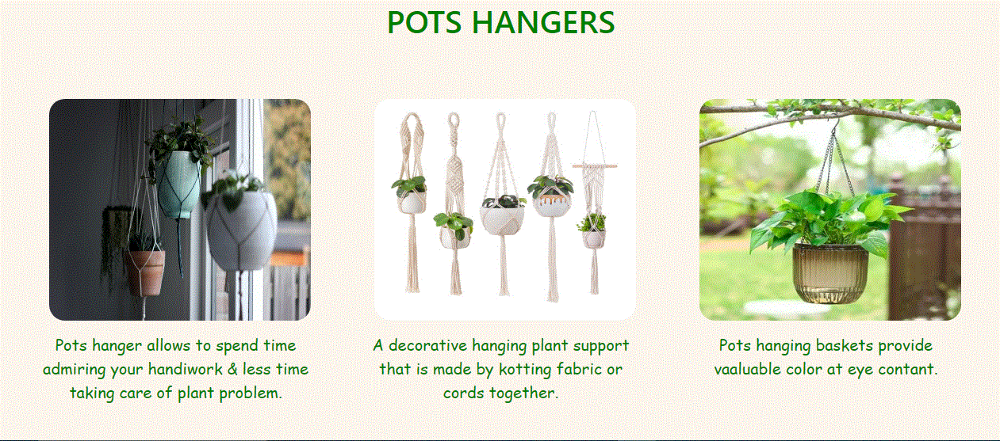 POTS HANGERS
Pots hanger allows to spend time
admiring your handiwork & less time
taking care of plant problem.
A decorative hanging plant support
that is made by kotting fabric or
cords together.
Pots hanging baskets provide
vaaluable color at eye contant.